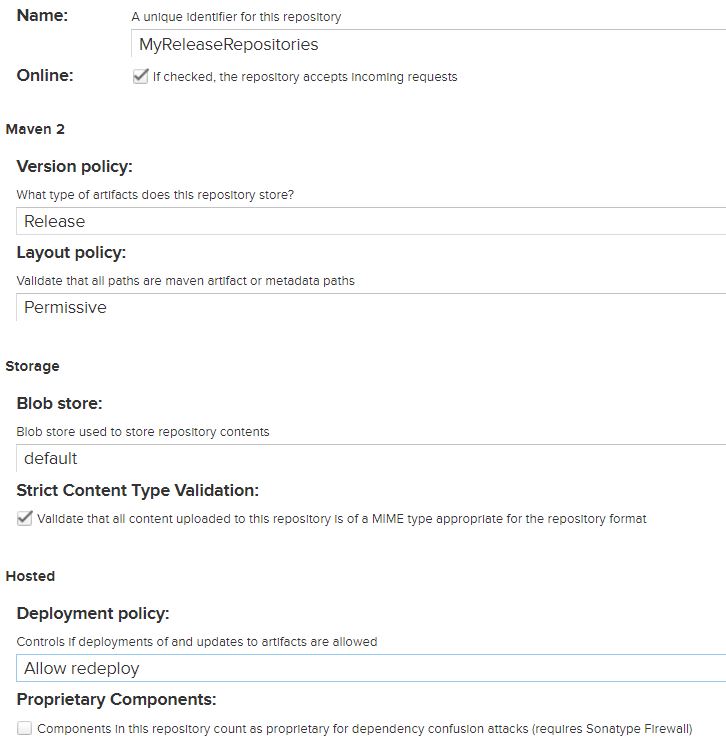 Name: A unique identifier for this repository
MyReleaseRepositories
Online: If checked, the repository accepts incoming requests
Maven 2
Version policy:
What type of artifacts does this repository store?
Release
Layout policy:
Validate that all paths are maven artifact or metadata paths
Permissive
Storage
Blob store:
Blob store used to store repository contents
default
Strict Content Type Validation:
Validate that all content uploaded to this repository is of a MIME type appropriate for the repository format
Hosted
Deployment policy:
Controls if deployments of and updates to artifacts are allowed
Allow redeploy
Proprietary Components:
Components in this repository count as proprietary for dependency confusion attacks (requires Sonatype Firewall)